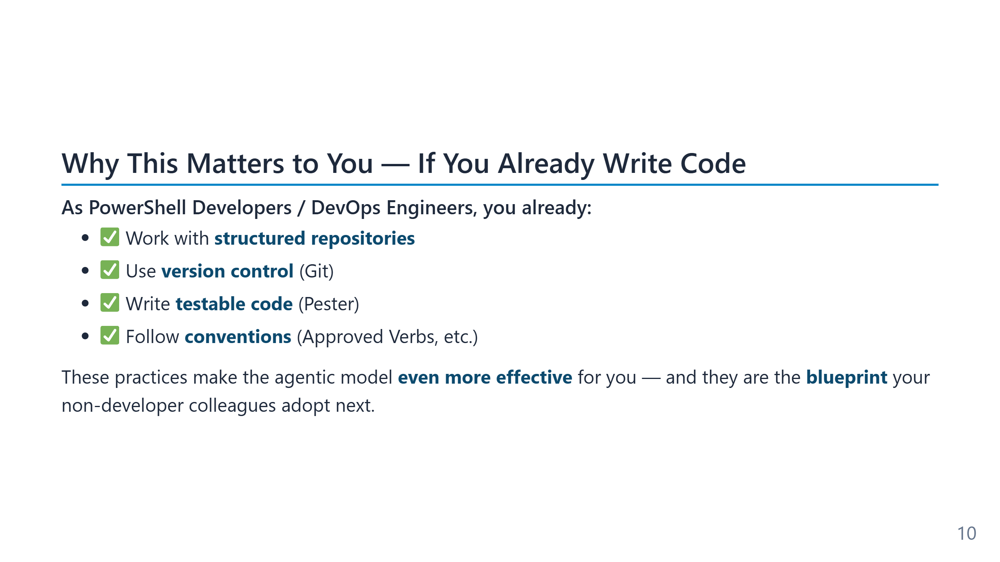 Why This Matters to You — If You Already Write Code
As PowerShell Developers / DevOps Engineers, you already:
• ✅ Work with structured repositories
• ✅ Use version control (Git)
• ✅ Write testable code (Pester)
• ✅ Follow conventions (Approved Verbs, etc.)
These practices make the agentic model even more effective for you — and they are the blueprint your
non-developer colleagues adopt next.
10